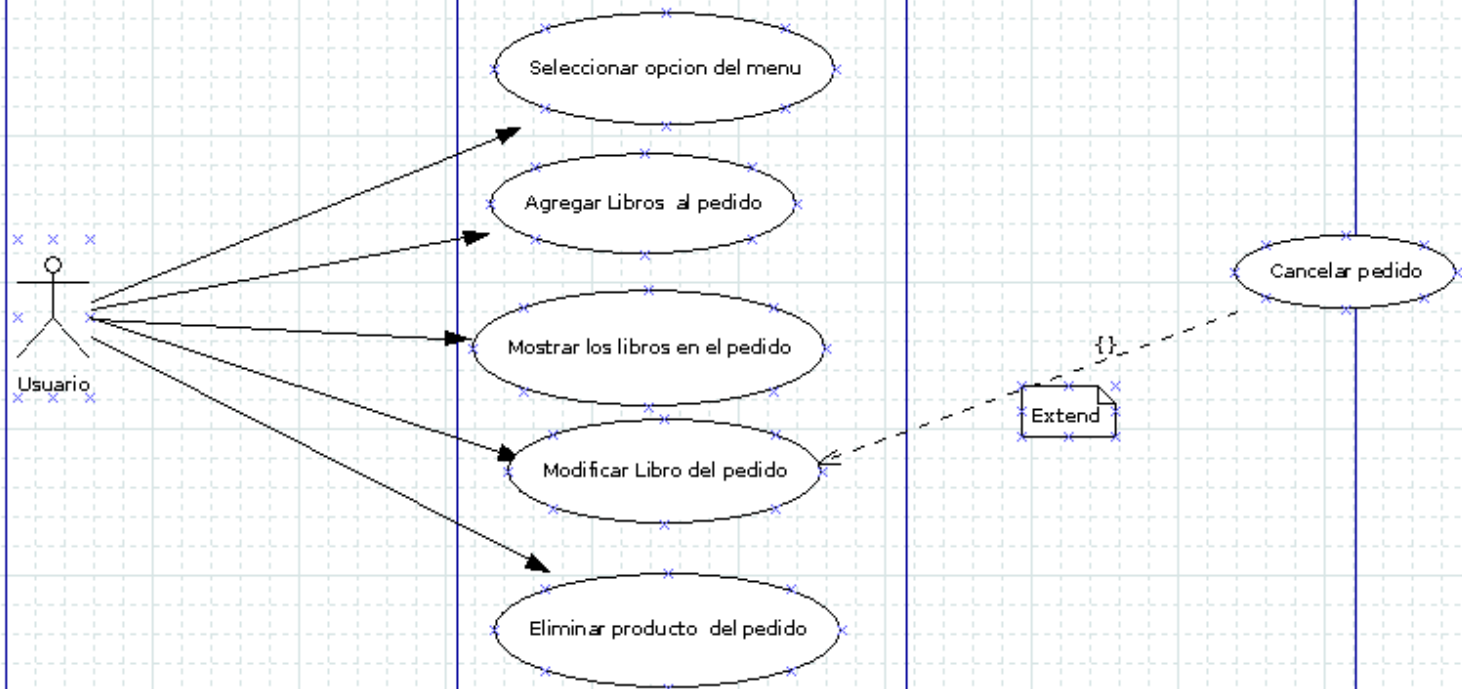 Seleccionar opcion del menu
Agregar Libros al pedido
Cancelar pedido
{}
Mostrar los libros en el pedido
Usuario
Extend
Modificar Libro del pedido
Eliminar producto del pedido